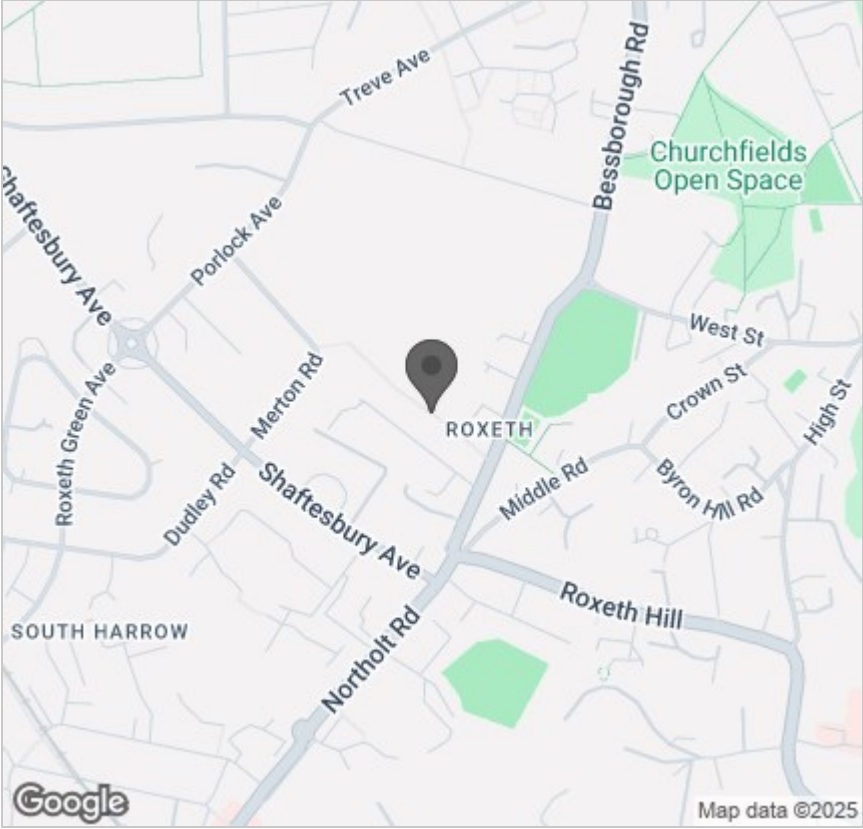 Treve Ave
Bessborough Rd
Churchfields
Open Space
Shaftesbury Ave
Porlock Ave
West St
Crown St
High St
Merton Rd
Roxeth Green Ave
ROXETH
Middle Rd
Byron Hill Rd
Dudley Rd
Shaftesbury Ave
Roxeth Hill
SOUTH HARROW
Northolt Rd
Google
Map data ©2025